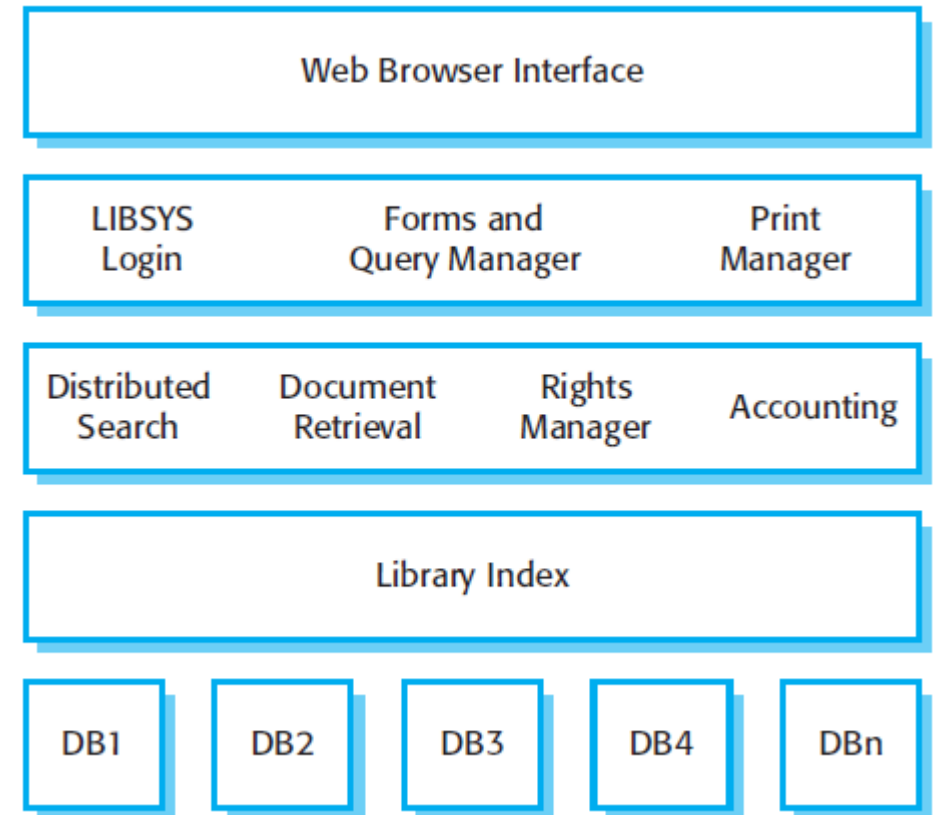 Web Browser Interface
LIBSYS
Login
Forms and
Query Manager
Print
Manager
Distributed
Search
Document
Retrieval
Rights
Manager
Accounting
Library Index
DB1
DB2
DB3
DB4
DBn